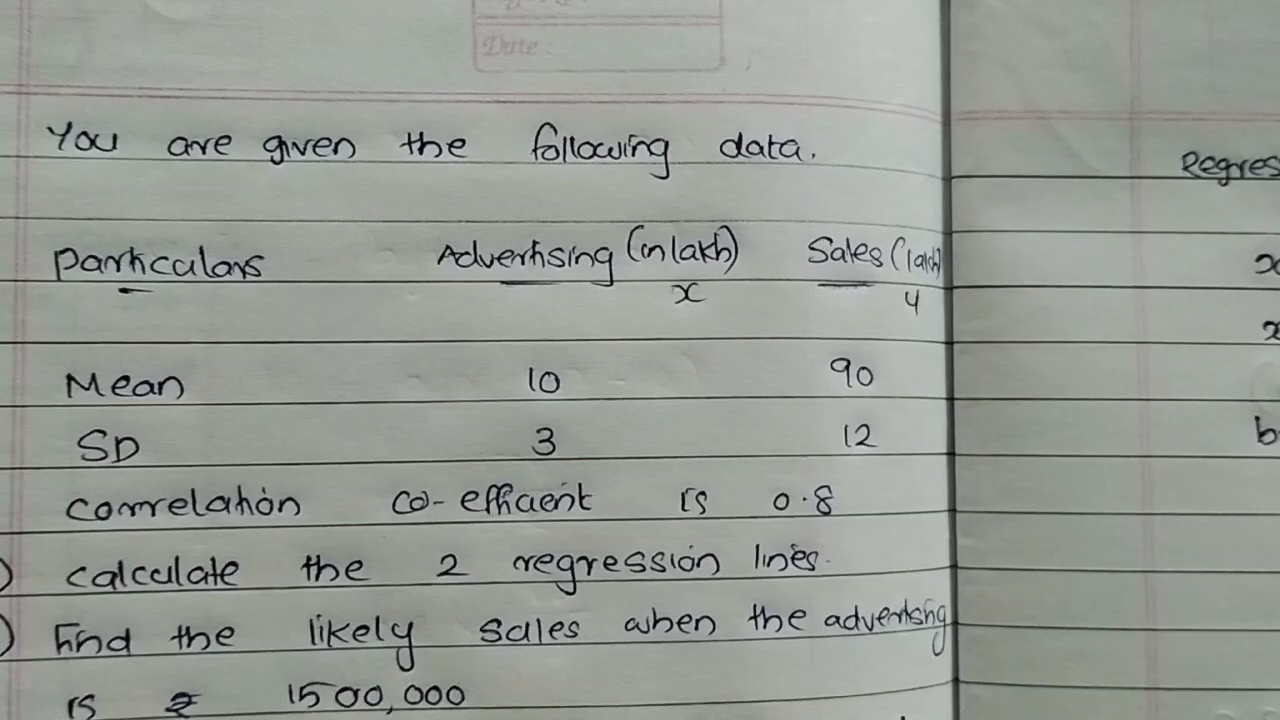 Date:
You are given the following data.
Particulars Advertising (in lakh) Sales (lakh)
x y
Mean 10 90
SD 3 12
correlation co-efficient is 0.8
) calculate the 2 regression lines.
) Find the likely sales when the advertising
is ₹ 1500,000
Regres
x
x
b